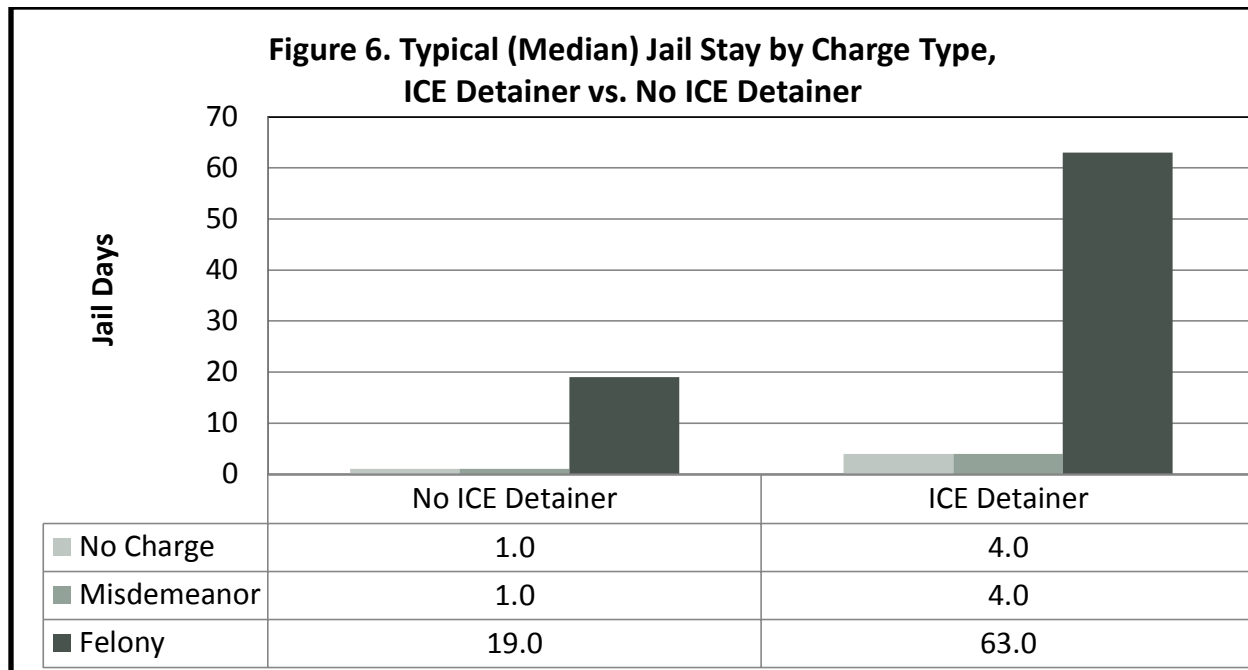 Figure 6. Typical (Median) Jail Stay by Charge Type,
ICE Detainer vs. No ICE Detainer
Jail Days
70
60
50
40
30
20
10
0
No ICE Detainer ICE Detainer
No Charge 1.0 4.0
Misdemeanor 1.0 4.0
Felony 19.0 63.0